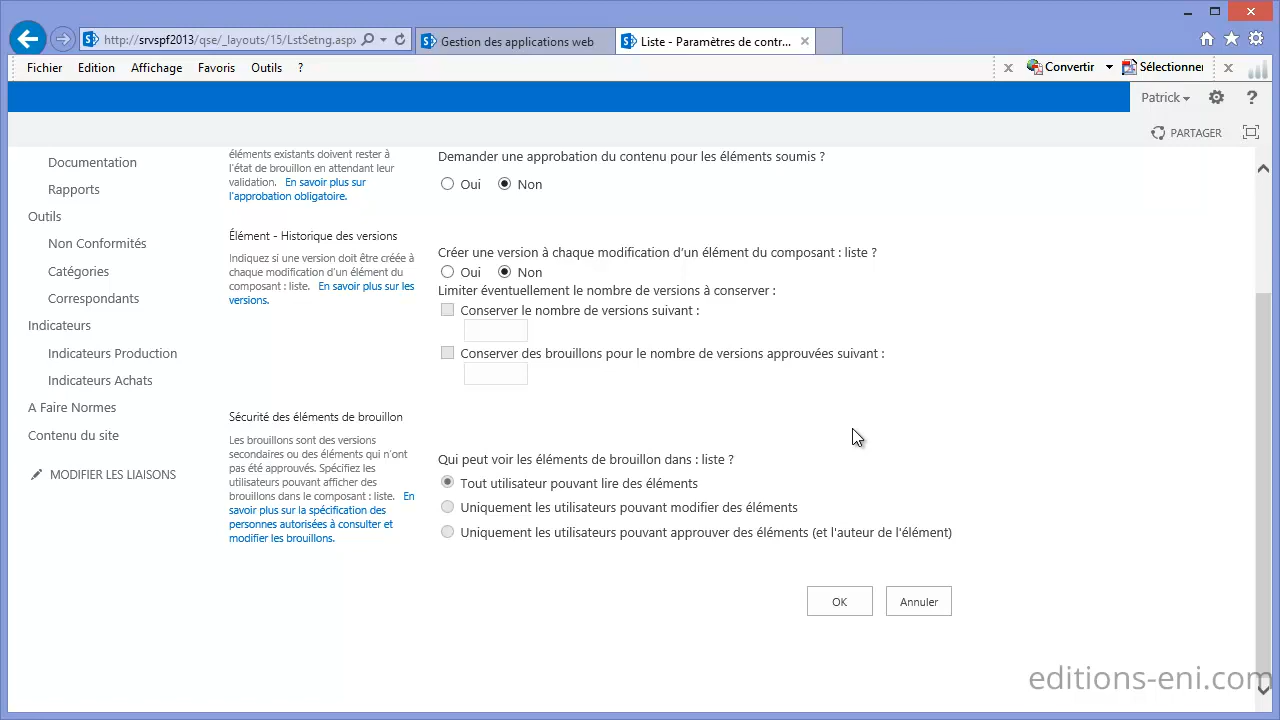 http://srvspf2013/qse/_layouts/15/LstSetng.aspx
Gestion des applications web
Liste - Paramètres de contr...
Fichier Edition Affichage Favoris Outils ?
Convertir
Sélectionner
Patrick
?
PARTAGER
Documentation
Rapports
Outils
Non Conformités
Catégories
Correspondants
Indicateurs
Indicateurs Production
Indicateurs Achats
A Faire Normes
Contenu du site
MODIFIER LES LIAISONS
éléments existants doivent rester à
l'état de brouillon en attendant leur
validation. En savoir plus sur
l'approbation obligatoire.
Demander une approbation du contenu pour les éléments soumis ?
Oui Non
Élément - Historique des versions
Indiquez si une version doit être créée à
chaque modification d'un élément du
composant : liste. En savoir plus sur les
versions.
Créer une version à chaque modification d'un élément du composant : liste ?
Oui Non
Limiter éventuellement le nombre de versions à conserver :
Conserver le nombre de versions suivant :
Conserver des brouillons pour le nombre de versions approuvées suivant :
Sécurité des éléments de brouillon
Les brouillons sont des versions
secondaires ou des éléments qui n'ont
pas été approuvés. Spécifiez les
utilisateurs pouvant afficher des
brouillons dans le composant : liste. En
savoir plus sur la spécification des
personnes autorisées à consulter et
modifier les brouillons.
Qui peut voir les éléments de brouillon dans : liste ?
Tout utilisateur pouvant lire des éléments
Uniquement les utilisateurs pouvant modifier des éléments
Uniquement les utilisateurs pouvant approuver des éléments (et l'auteur de l'élément)
OK Annuler
editions-eni.com